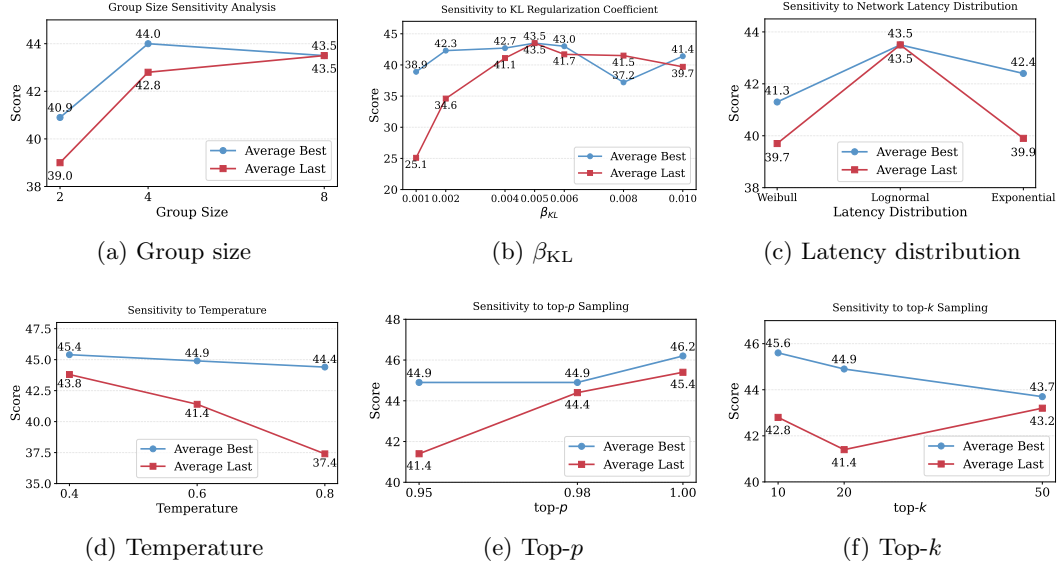 Group Size Sensitivity Analysis
44
42
40
38
Score
40.9
44.0
43.5
39.0
42.8
43.5
Average Best
Average Last
2
4
8
Group Size
(a) Group size
Sensitivity to KL Regularization Coefficient
45
40
35
30
25
20
Score
38.9
42.3
42.7
43.5
43.0
37.2
41.4
25.1
34.6
41.1
43.5
41.7
41.5
39.7
Average Best
Average Last
0.001
0.002
0.004
0.005
0.006
0.008
0.010
β_KL
(b) β_KL
Sensitivity to Network Latency Distribution
44
42
40
38
Score
41.3
43.5
42.4
39.7
43.5
39.9
Average Best
Average Last
Weibull
Lognormal
Exponential
Latency Distribution
(c) Latency distribution
Sensitivity to Temperature
47.5
45.0
42.5
40.0
37.5
35.0
Score
45.4
44.9
44.4
43.8
41.4
37.4
Average Best
Average Last
0.4
0.6
0.8
Temperature
(d) Temperature
Sensitivity to top-p Sampling
48
46
44
42
40
Score
44.9
44.9
46.2
41.4
44.4
45.4
Average Best
Average Last
0.95
0.98
1.00
top-p
(e) Top-p
Sensitivity to top-k Sampling
46
44
42
40
Score
45.6
44.9
43.7
42.8
41.4
43.2
Average Best
Average Last
10
20
50
top-k
(f) Top-k